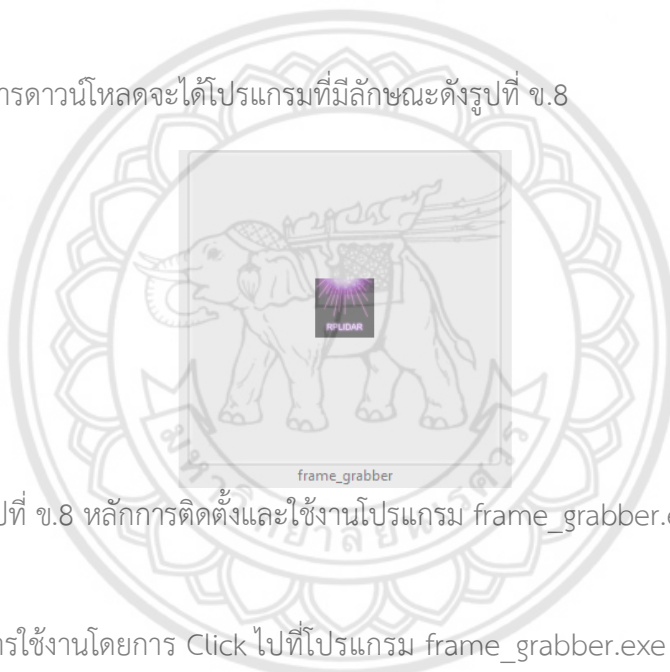 ารดาวน์โหลดจะได้โปรแกรมที่มีลักษณะดังรูปที่ ข.8
RPLIDAR
frame_grabber
ปที่ ข.8 หลักการติดตั้งและใช้งานโปรแกรม frame_grabber.e
ารใช้งานโดยการ Click ไปที่โปรแกรม frame_grabber.exe